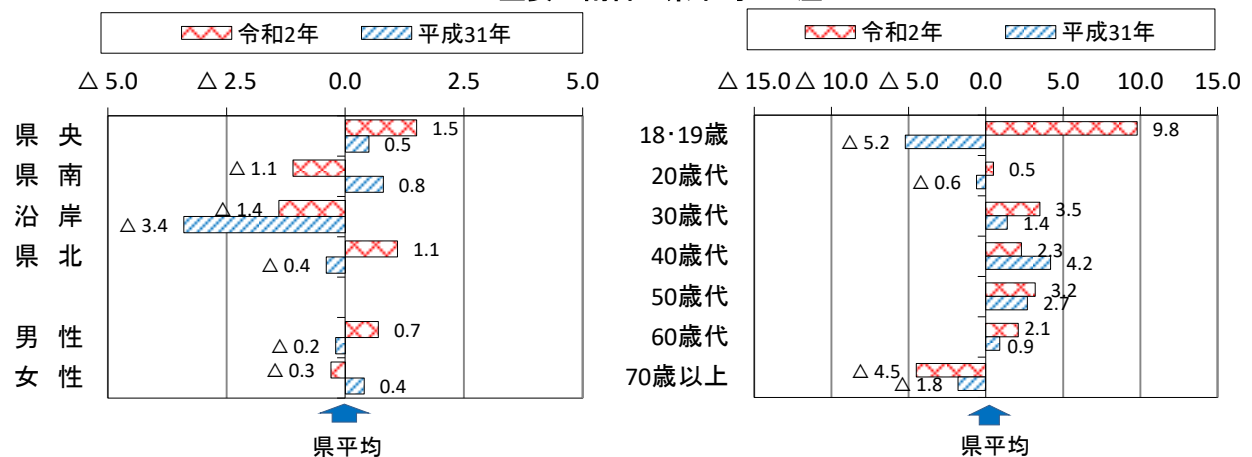 令和2年 平成31年
△ 5.0 △ 2.5 0.0 2.5 5.0
県 央 1.5 0.5
県 南 △ 1.1 0.8
沿 岸 △ 1.4 △ 3.4
県 北 1.1 △ 0.4
男 性 0.7 △ 0.2
女 性 △ 0.3 0.4
県平均
令和2年 平成31年
△ 15.0 △ 10.0 △ 5.0 0.0 5.0 10.0 15.0
18・19歳 9.8 △ 5.2
20歳代 0.5 △ 0.6
30歳代 3.5 1.4
40歳代 2.3 4.2
50歳代 3.2 2.7
60歳代 2.1 0.9
70歳以上 △ 4.5 △ 1.8
県平均